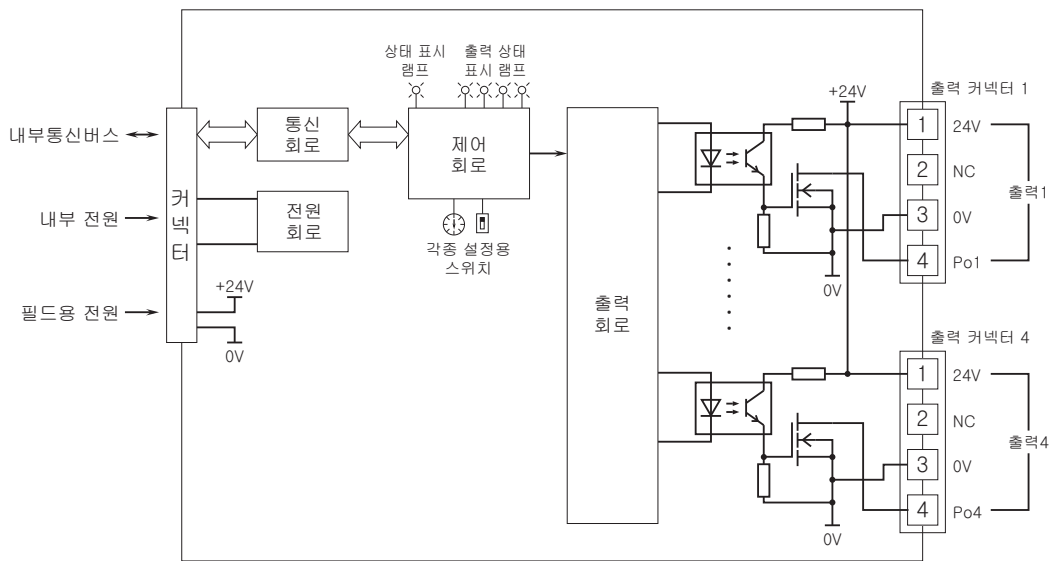 상태 표시
램프
출력 상태
표시 램프
내부통신버스
내부 전원
필드용 전원
커넥터
통신
회로
전원
회로
제어
회로
각종 설정용
스위치
+24V
0V
출력
회로
+24V
0V
출력 커넥터 1
1
24V
2
NC
3
0V
4
Po1
출력1
출력 커넥터 4
1
24V
2
NC
3
0V
4
Po4
출력4
0V